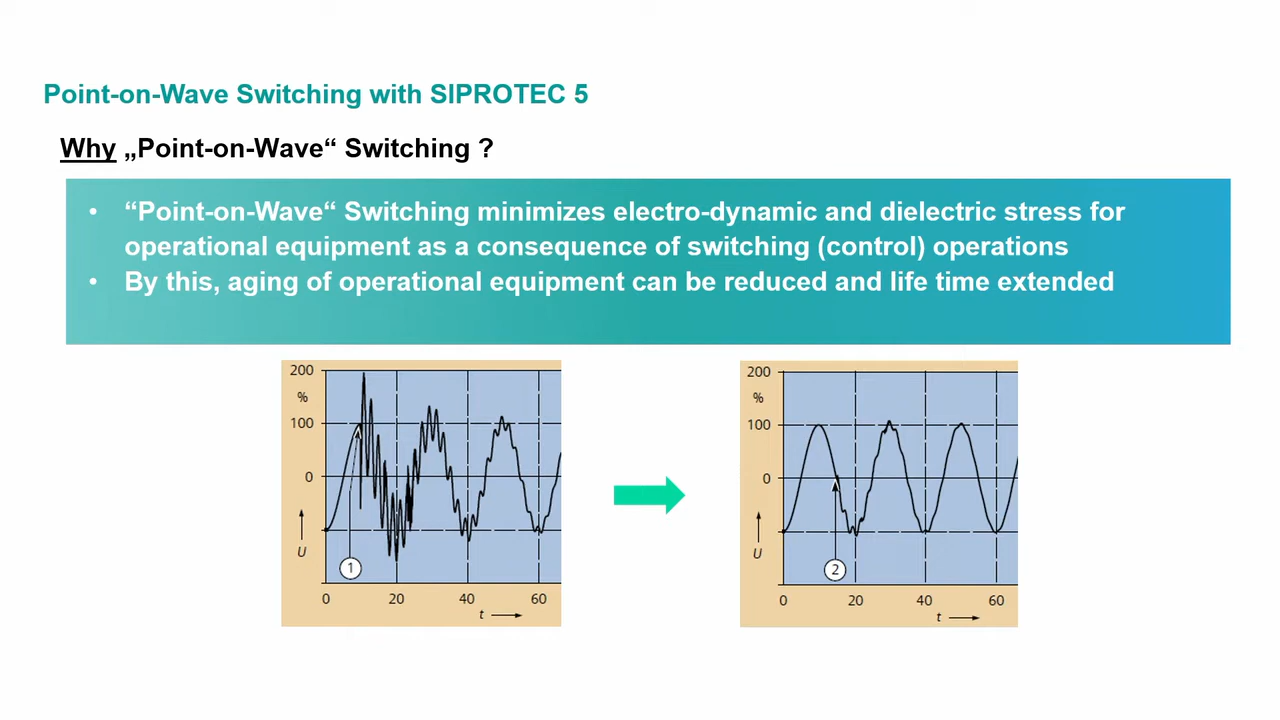 Point-on-Wave Switching with SIPROTEC 5
Why „Point-on-Wave“ Switching ?
• “Point-on-Wave“ Switching minimizes electro-dynamic and dielectric stress for
operational equipment as a consequence of switching (control) operations
• By this, aging of operational equipment can be reduced and life time extended
200
%
100
0
U
1
0 20 40 60
t
200
%
100
0
U
2
0 20 40 60
t